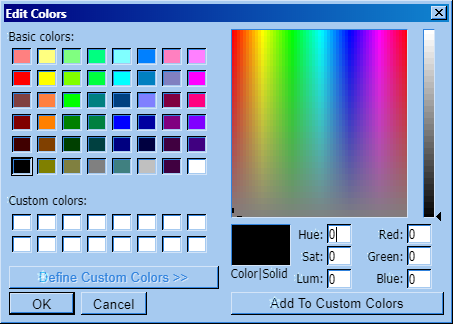 Edit Colors
Basic colors:
Custom colors:
Define Custom Colors >>
OK Cancel
Color|Solid
Hue: 0 Red: 0
Sat: 0 Green: 0
Lum: 0 Blue: 0
Add To Custom Colors